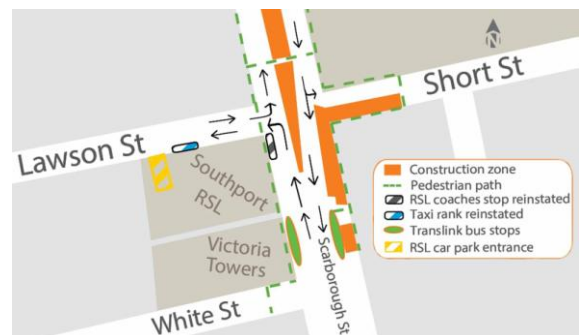 N
Short St
Lawson St
Southport
RSL
Victoria
Towers
White St
Scarborough St
Construction zone
Pedestrian path
RSL coaches stop reinstated
Taxi rank reinstated
Translink bus stops
RSL car park entrance